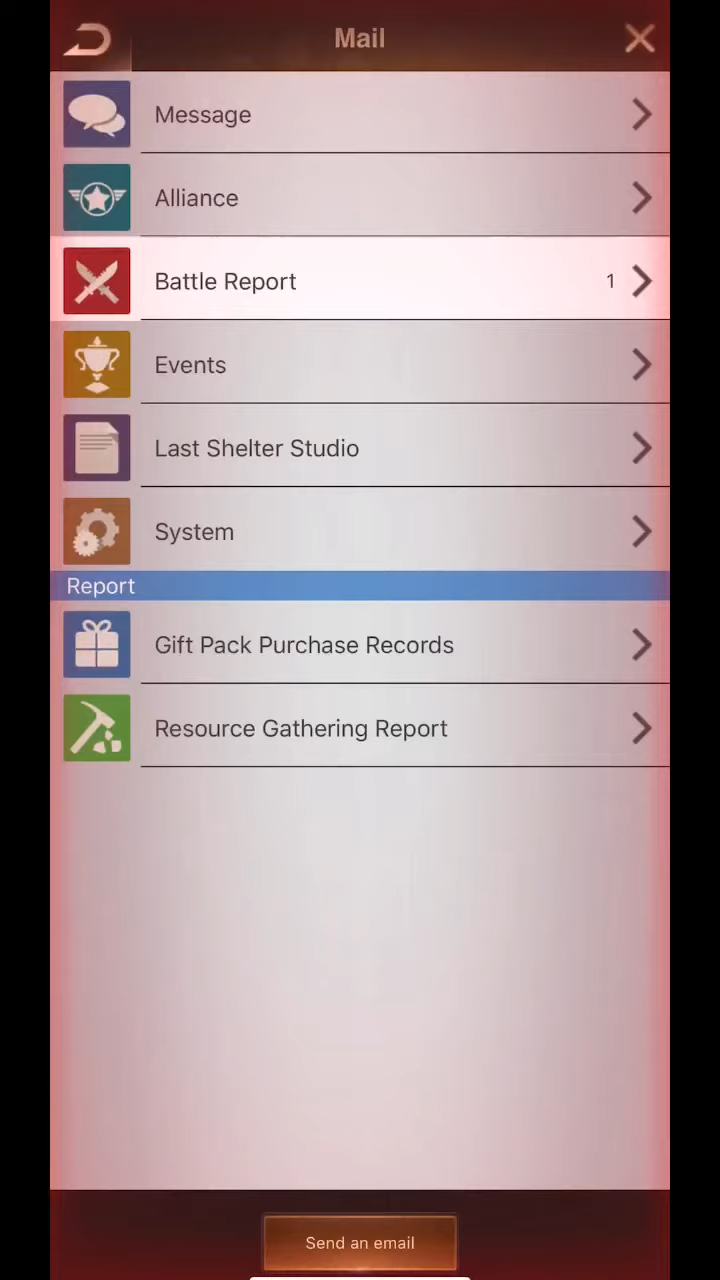 Mail
Message
Alliance
Battle Report 1
Events
Last Shelter Studio
System
Report
Gift Pack Purchase Records
Resource Gathering Report
Send an email